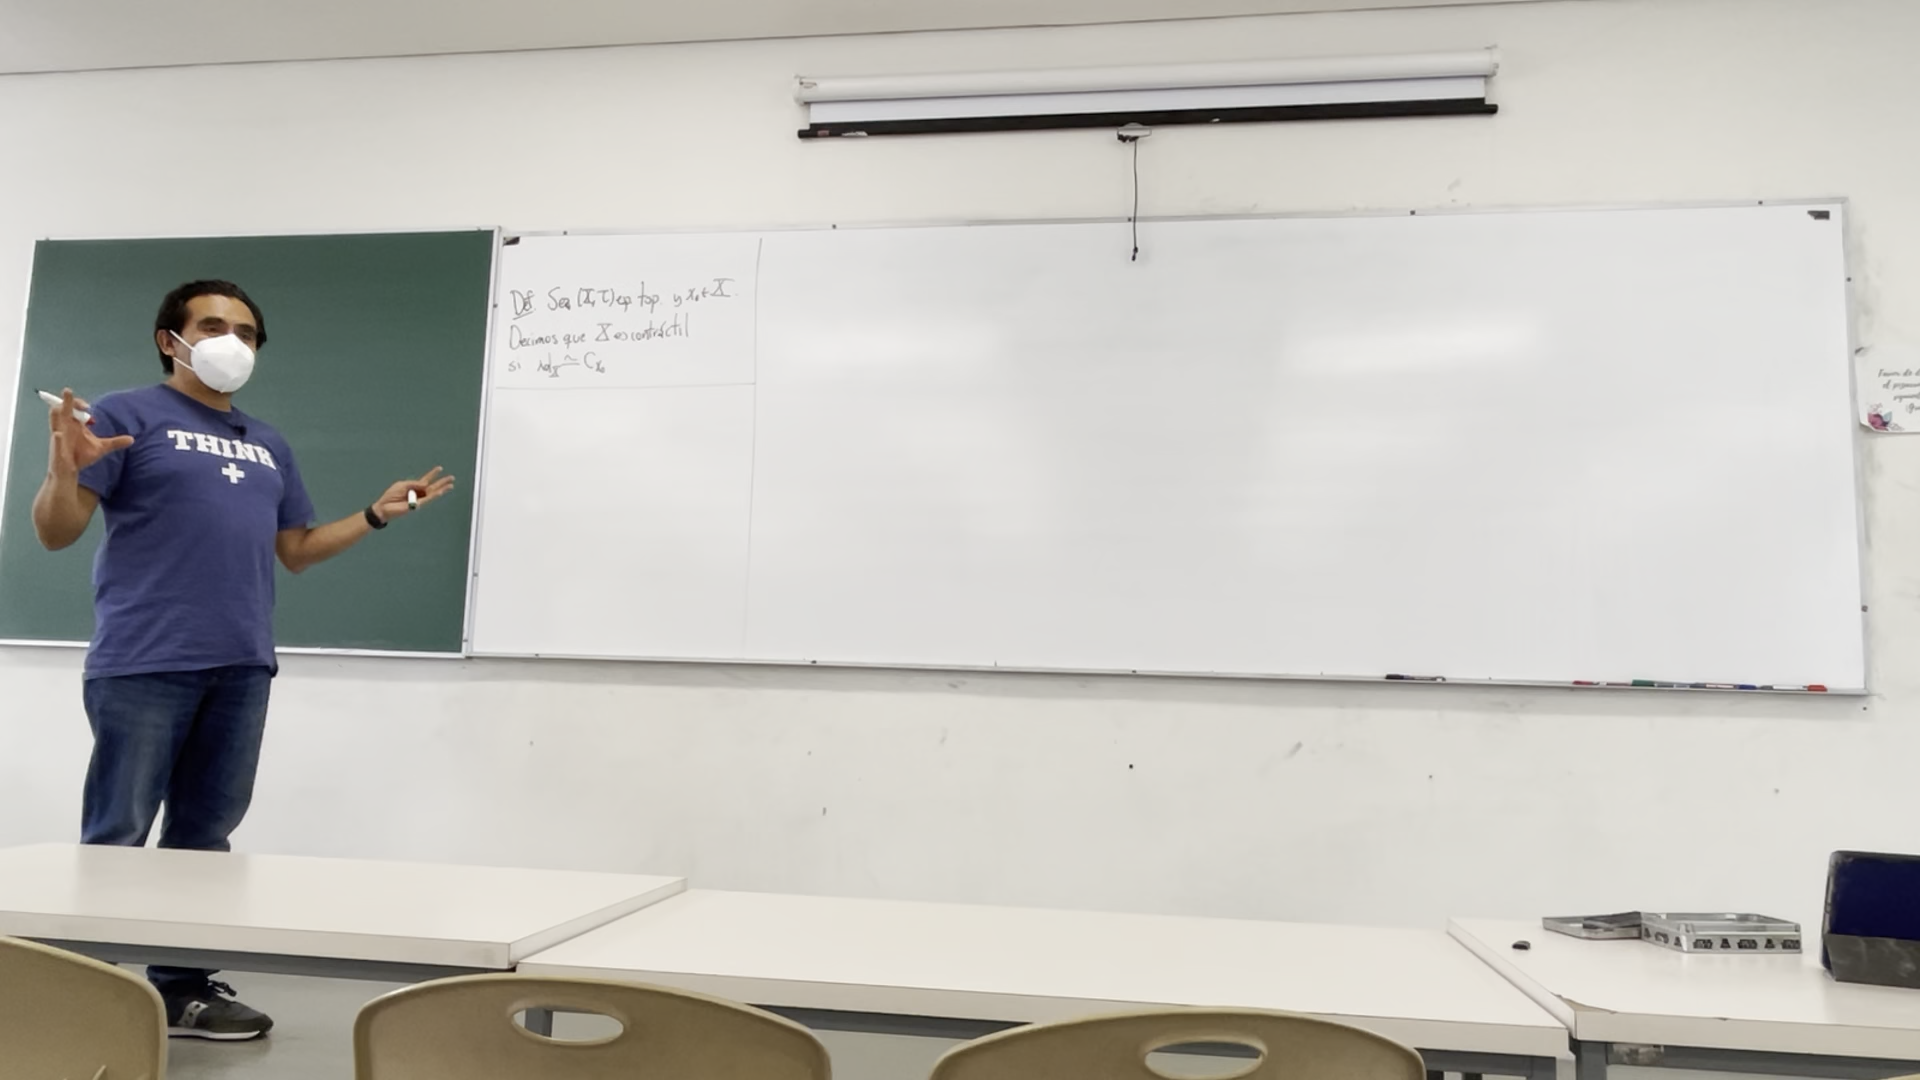 THINK
+
Def. Sea (X, τ) esp top. y x₀ ∈ X.
Decimos que X es contráctil
si id_X ≃ C_x₀